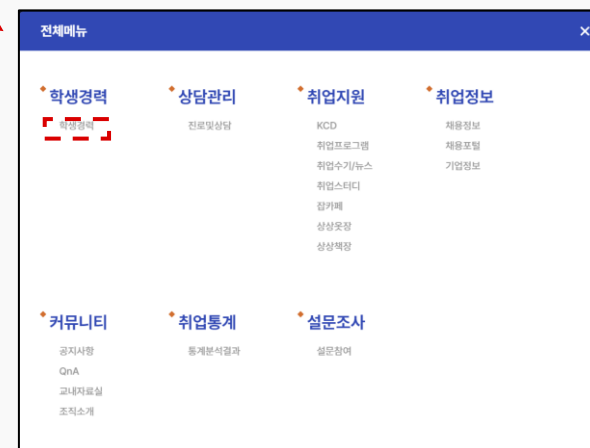 전체메뉴 ×
학생경력
학생경력
상담관리
진로및상담
취업지원
KCD
취업프로그램
취업수기/뉴스
취업스터디
잡카페
상상옷장
상상책장
취업정보
채용정보
채용포털
기업정보
커뮤니티
공지사항
QnA
교내자료실
조직소개
취업통계
통계분석결과
설문조사
설문참여